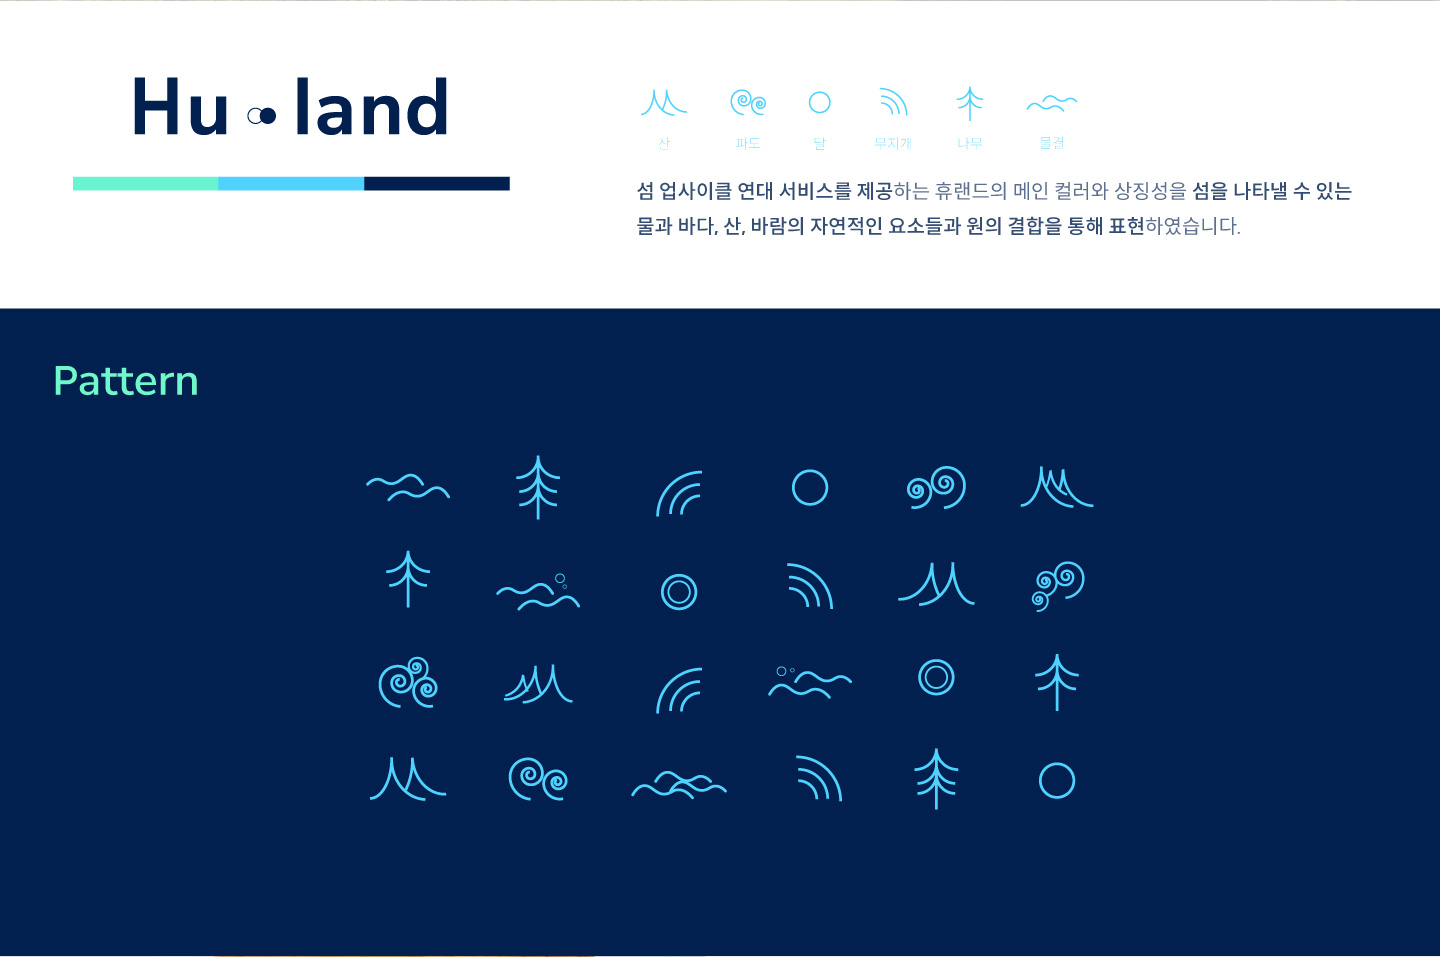 Hu land
산 파도 달 무지개 나무 물결
섬 업사이클 연대 서비스를 제공하는 휴랜드의 메인 컬러와 상징성을 섬을 나타낼 수 있는
물과 바다, 산, 바람의 자연적인 요소들과 원의 결합을 통해 표현하였습니다.
Pattern